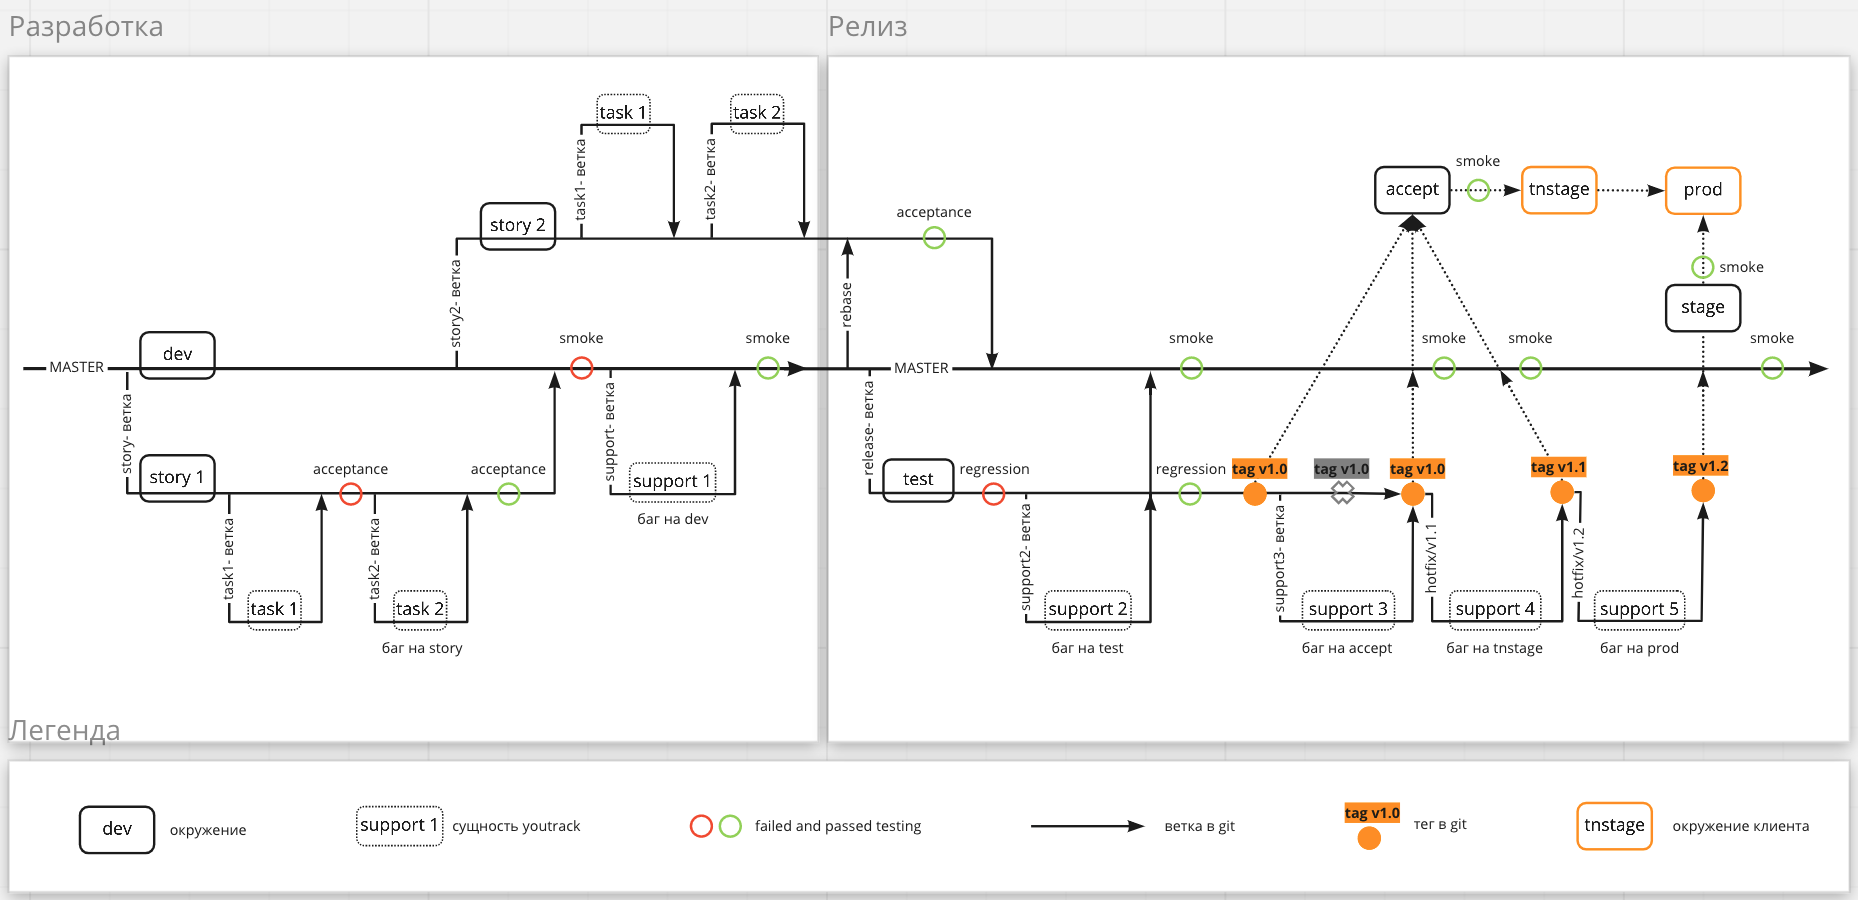 Разработка
Релиз
task 1
task 2
task1- ветка
task2- ветка
story 2
story2- ветка
dev
MASTER
smoke
smoke
story- ветка
story 1
acceptance
acceptance
support- ветка
support 1
баг на dev
task1- ветка
task 1
task2- ветка
task 2
баг на story
acceptance
rebase
MASTER
smoke
accept
smoke
tnstage
prod
smoke
stage
smoke
smoke
smoke
release- ветка
test
regression
regression
tag v1.0
tag v1.0
tag v1.0
tag v1.1
tag v1.2
support2- ветка
support 2
баг на test
support3- ветка
support 3
баг на accept
hotfix/v1.1
support 4
баг на tnstage
hotfix/v1.2
support 5
баг на prod
Легенда
dev
окружение
support 1
сущность youtrack
failed and passed testing
ветка в git
tag v1.0
тег в git
tnstage
окружение клиента